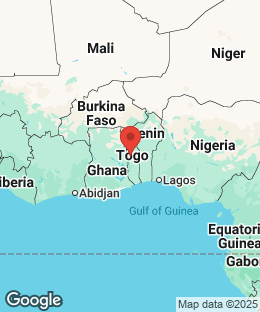 Mali
Niger
Burkina
Faso
enin
Togo
Nigeria
Ghana
iberia
Abidjan
Lagos
Gulf of Guinea
Equatori
Guinea
Gabo
Google
Map data ©2025